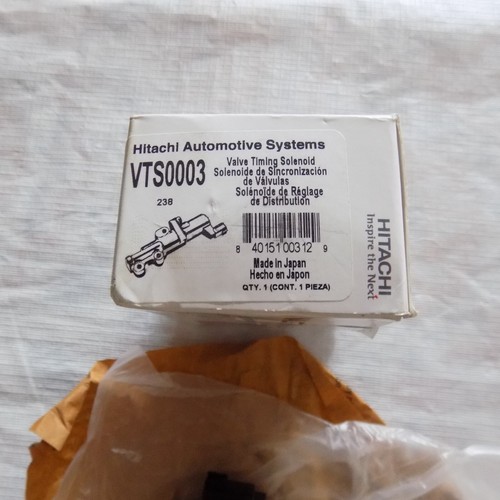 Hitachi Automotive Systems
VTS0003
Valve Timing Solenoid
Solenoide de Sincronización
de Válvulas
Solénoïde de Réglage
de Distribution
238
8 40151 00312 9
Made in Japan
Hecho en Japon
QTY. 1 (CONT. 1 PIEZA)
HITACHI
Inspire the Next